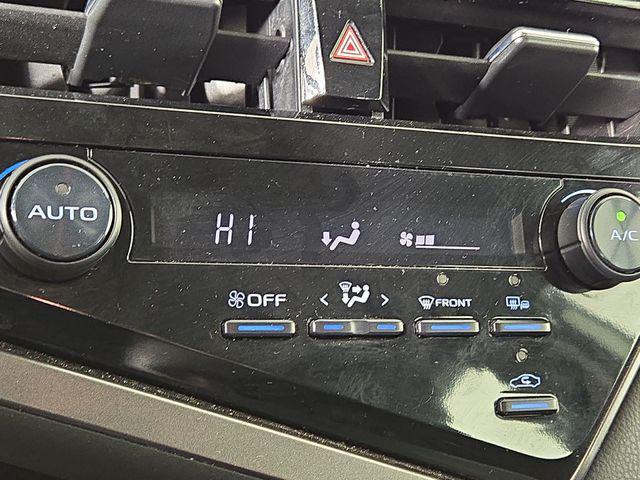 AUTO
HI
A/C
OFF
< >
FRONT